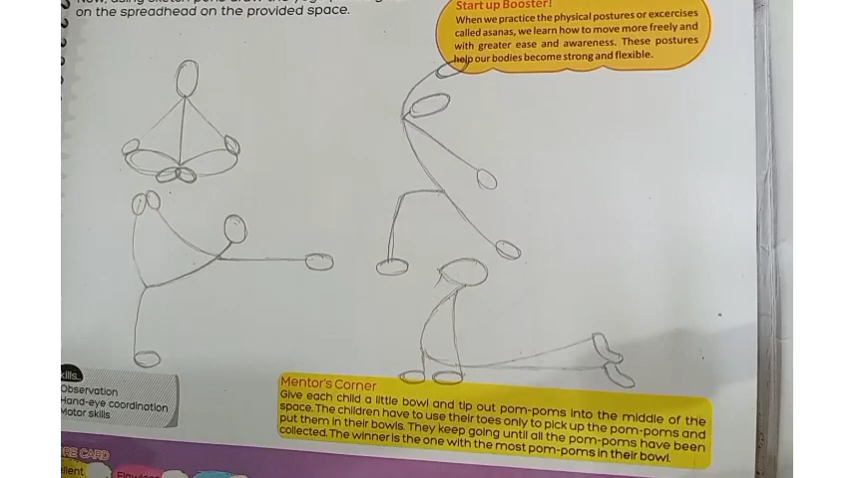 on the spreadhead on the provided space.
Start up Booster!
When we practice the physical postures or excercises
called asanas, we learn how to move more freely and
with greater ease and awareness. These postures
help our bodies become strong and flexible.
Observation
Hand-eye coordination
Motor skills
Mentor's Corner
Give each child a little bowl and tip out pom-poms into the middle of the
space. The children have to use their toes only to pick up the pom-poms and
put them in their bowls. They keep going until all the pom-poms have been
collected. The winner is the one with the most pom-poms in their bowl.
CARD